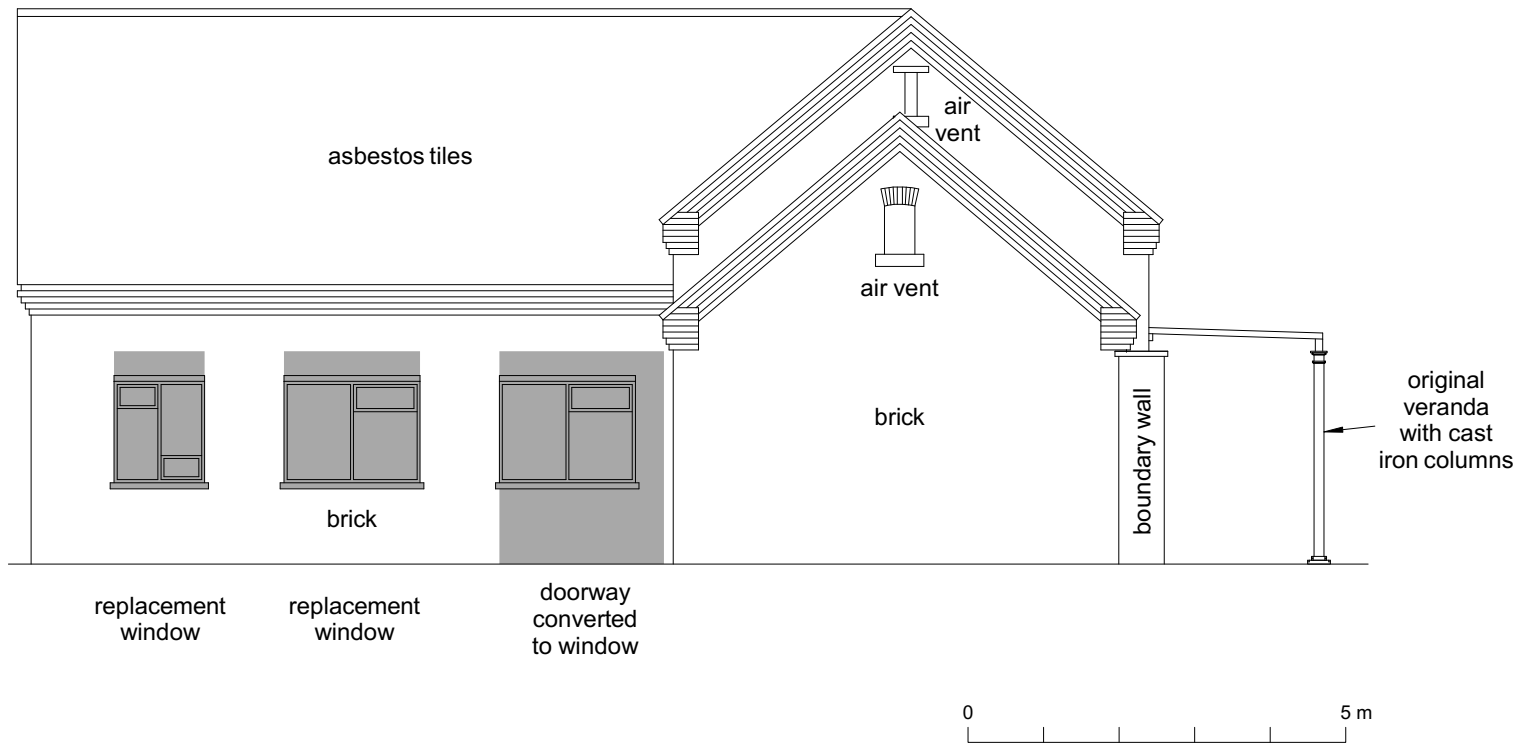 air
vent
asbestos tiles
air vent
brick
boundary wall
original
veranda
with cast
iron columns
brick
replacement
window
replacement
window
doorway
converted
to window
0
5 m